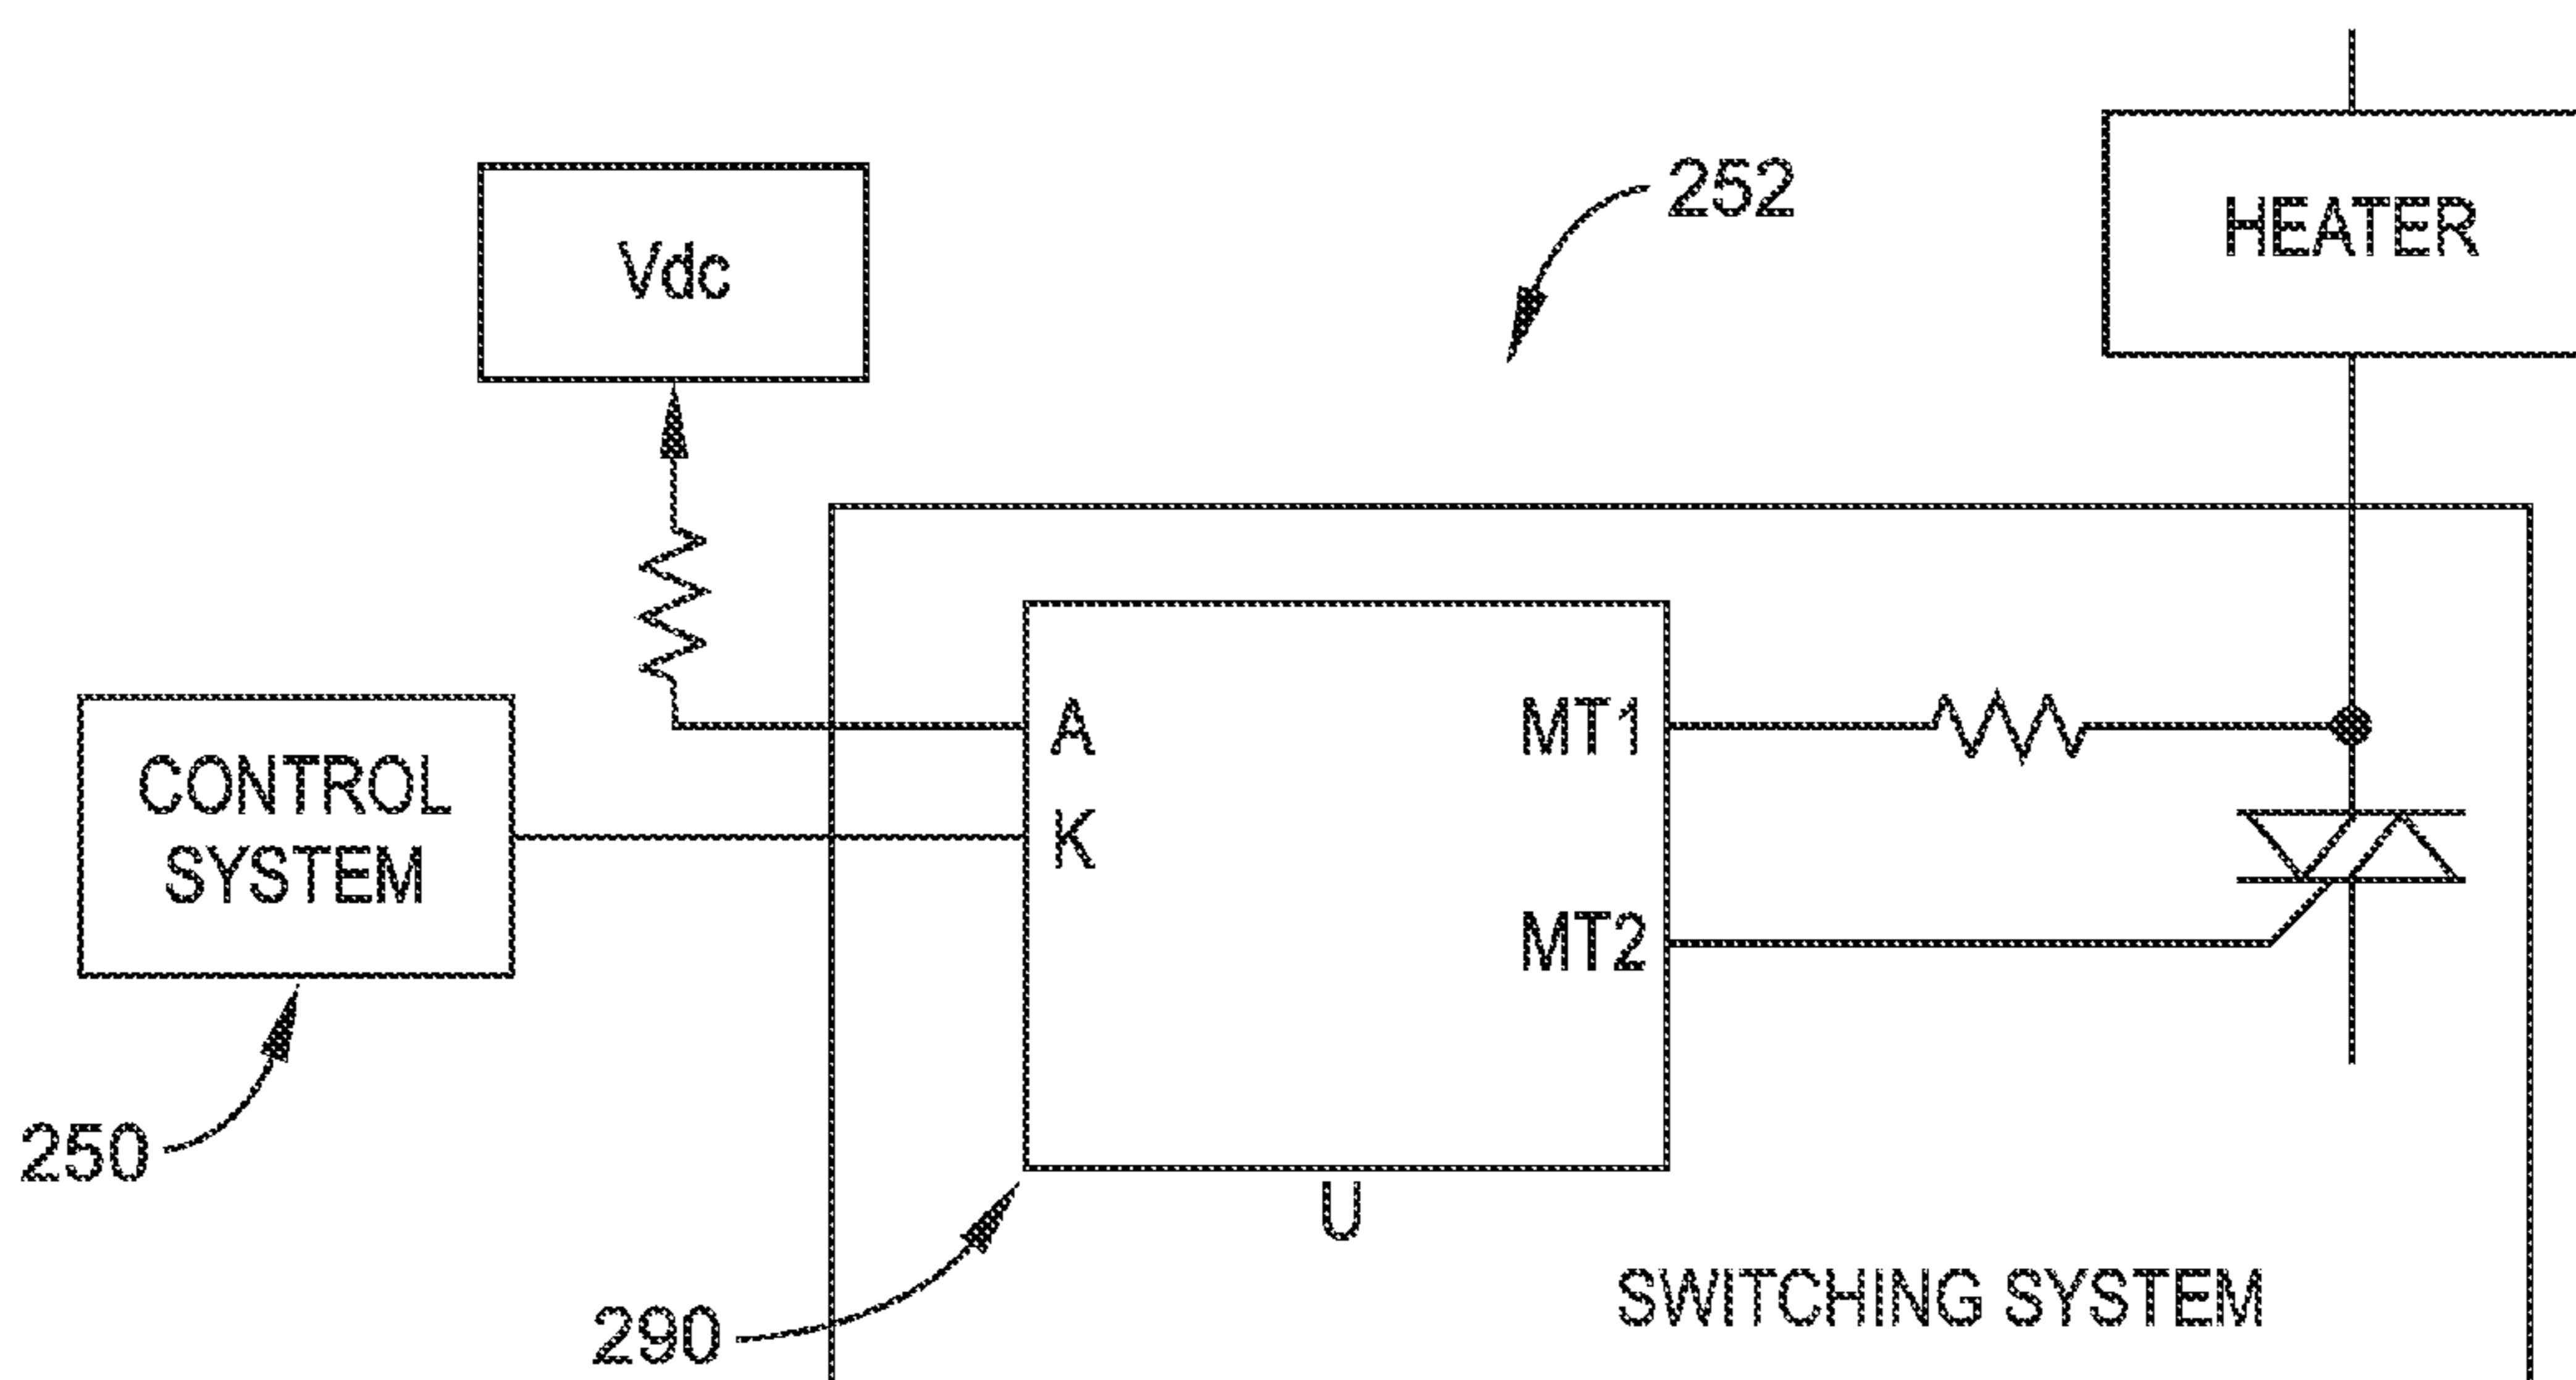 252
HEATER
Vdc
A
MT1
CONTROL
SYSTEM
K
MT2
250
U
290
SWITCHING SYSTEM